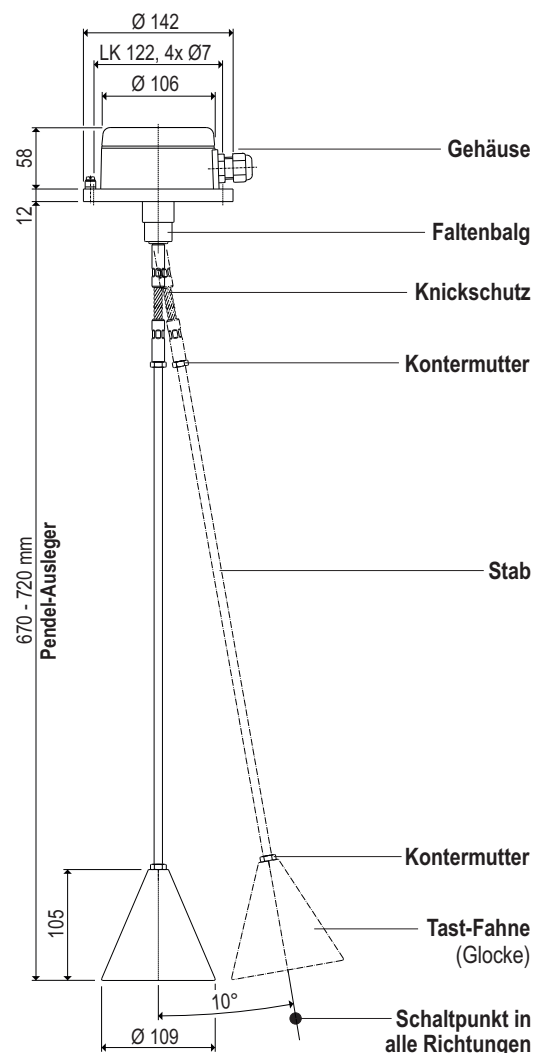 Ø 142
LK 122, 4x Ø7
Ø 106
58
Gehäuse
12
Faltenbalg
Knickschutz
Kontermutter
670 - 720 mm
Pendel-Ausleger
Stab
Kontermutter
105
Tast-Fahne
(Glocke)
10°
Schaltpunkt in
alle Richtungen
Ø 109